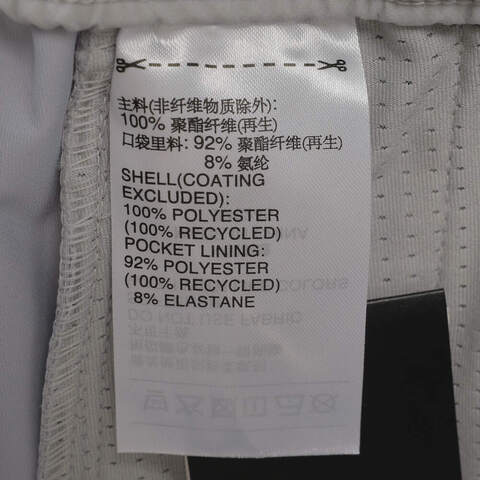 主料(非纤维物质除外):
100% 聚酯纤维(再生)
口袋里料: 92% 聚酯纤维(再生)
8% 氨纶
SHELL(COATING
EXCLUDED):
100% POLYESTER
(100% RECYCLED)
POCKET LINING:
92% POLYESTER
(100% RECYCLED)
8% ELASTANE